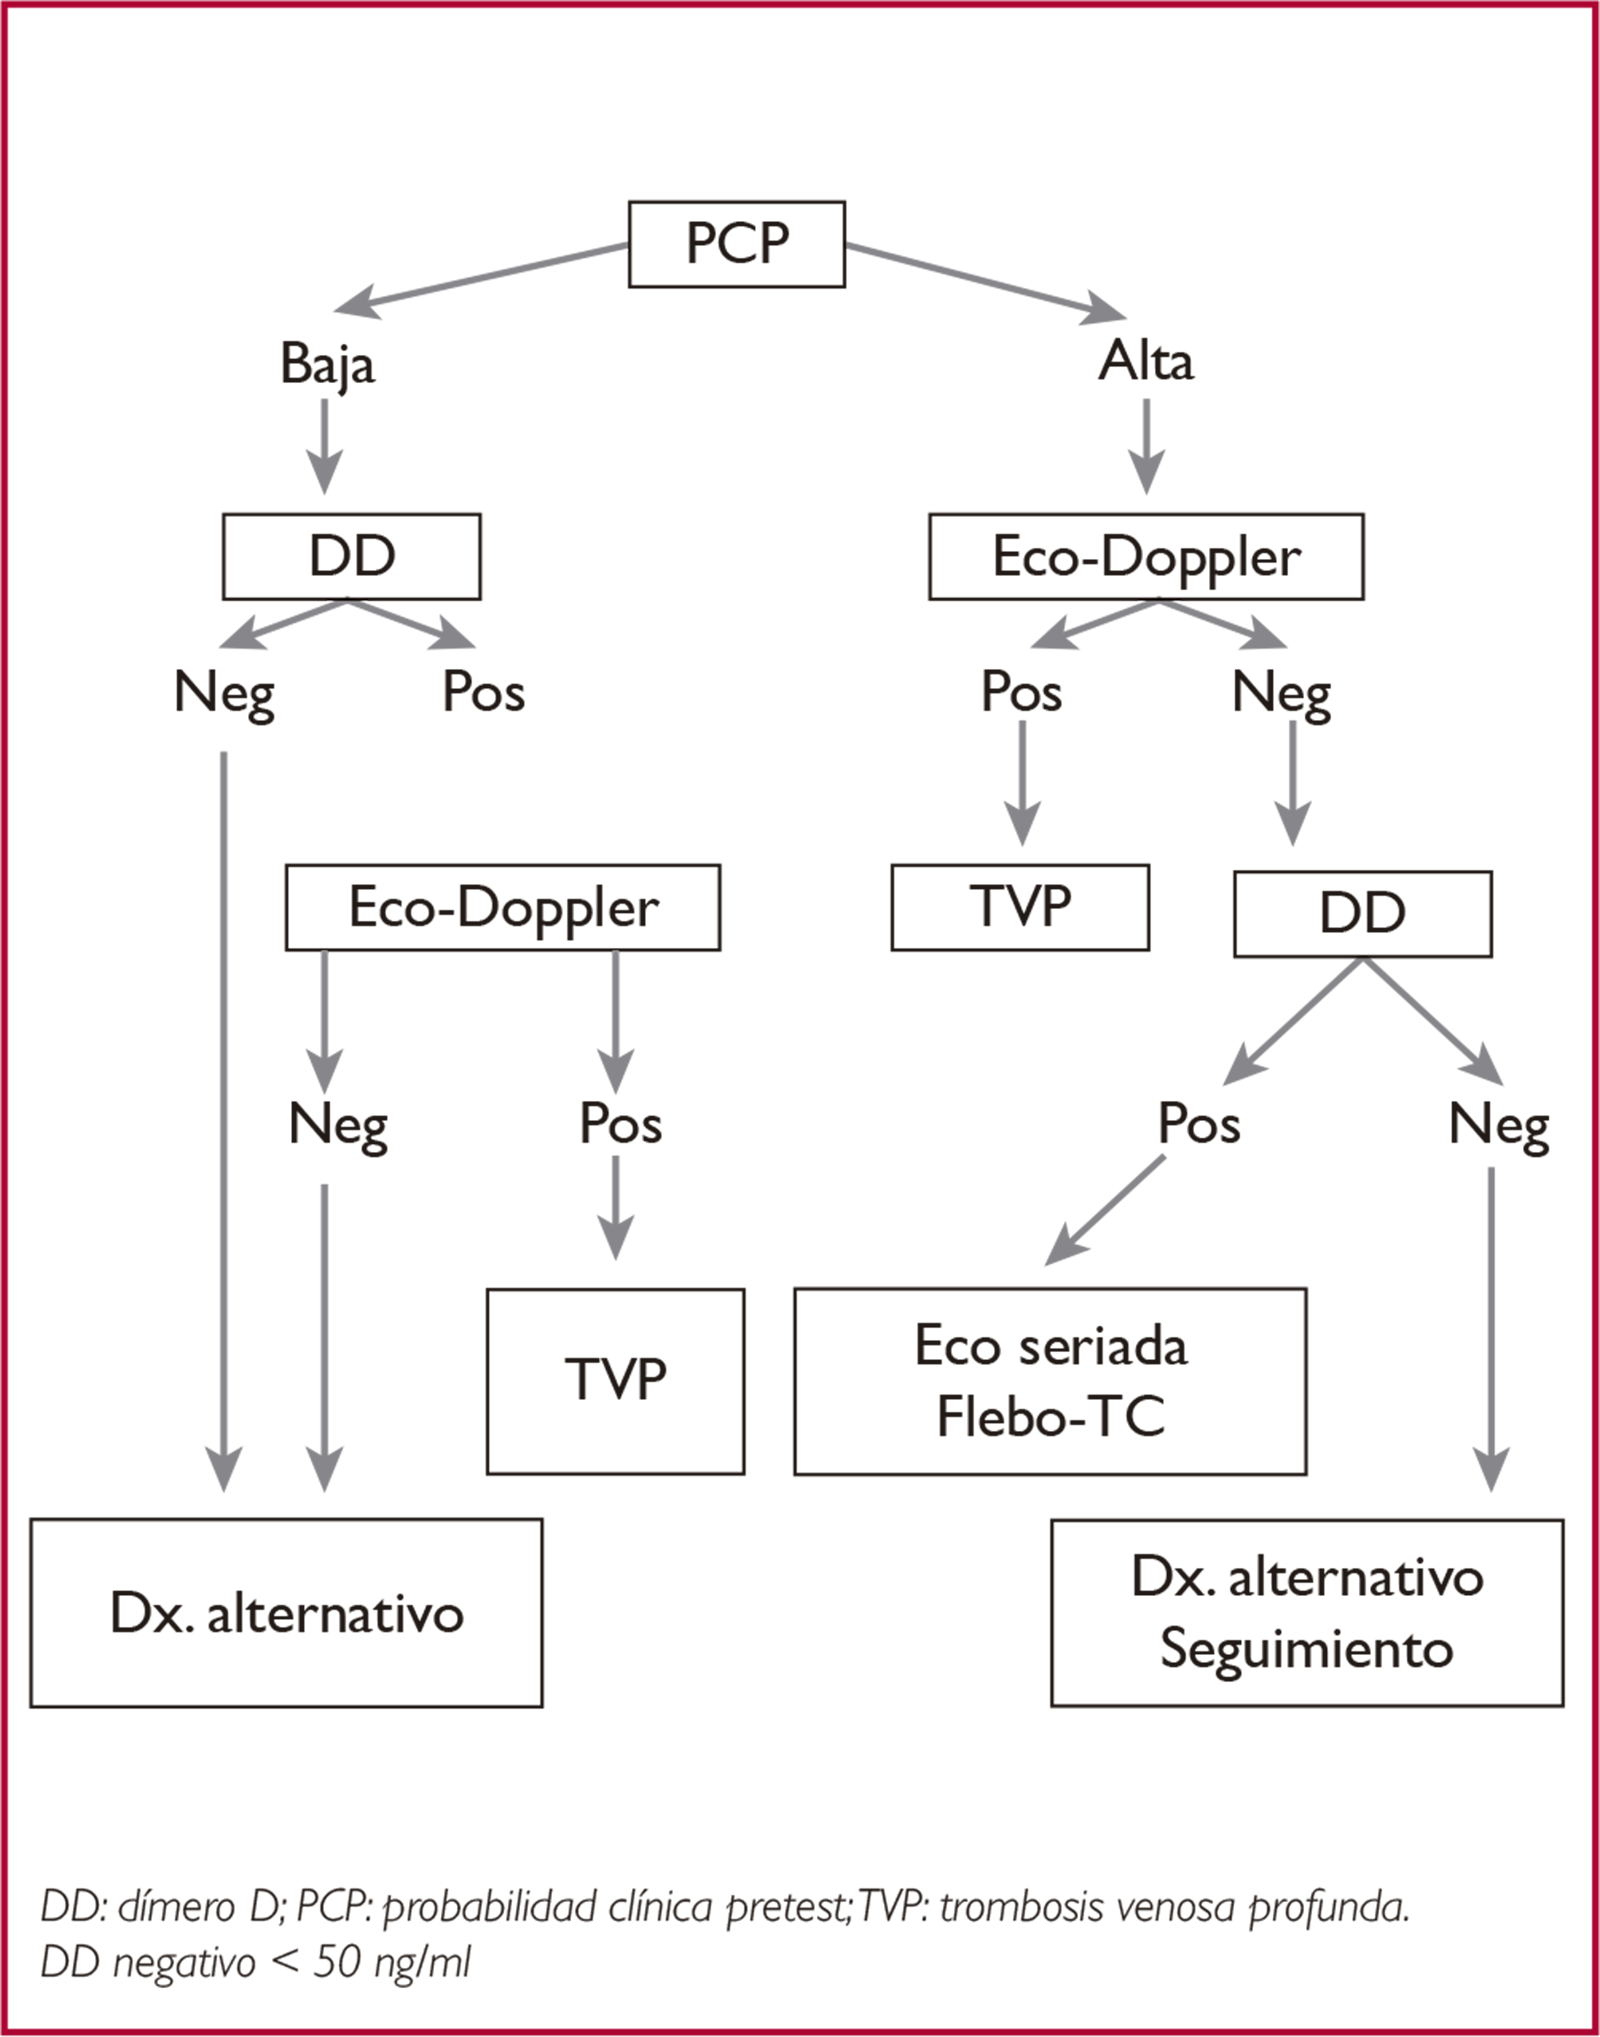 PCP
Baja
Alta
DD
Eco-Doppler
Neg
Pos
Pos
Neg
Eco-Doppler
TVP
DD
Neg
Pos
Pos
Neg
TVP
Eco seriada
Flebo-TC
Dx. alternativo
Dx. alternativo
Seguimiento
DD: dímero D; PCP: probabilidad clínica pretest; TVP: trombosis venosa profunda.
DD negativo < 50 ng/ml